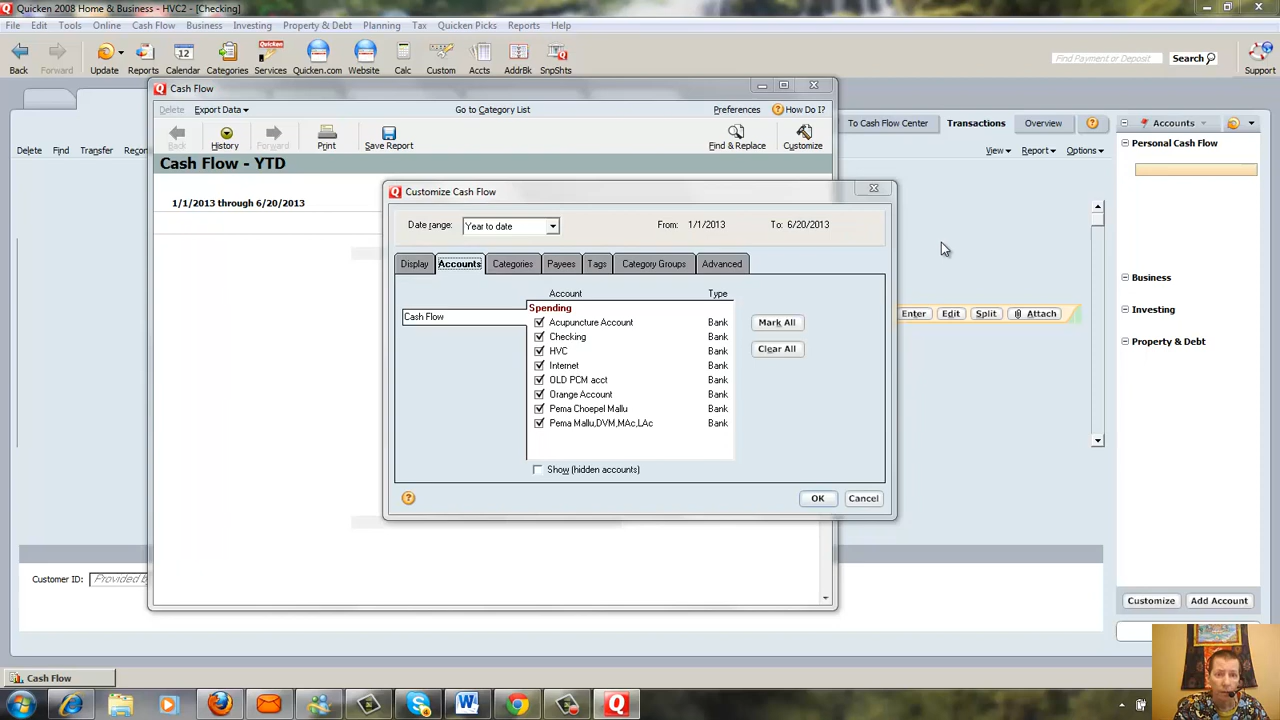 Quicken 2008 Home & Business - HVC2 - [Checking]
File Edit Tools Online Cash Flow Business Investing Property & Debt Planning Tax Quicken Picks Reports Help
Back Forward Update Reports Calendar Categories Services Quicken.com Website Calc Custom Accts AddrBk SnpShts Find Payment or Deposit Search Support
Cash Flow
Delete Export Data Go to Category List Preferences How Do I?
To Cash Flow Center Transactions Overview Accounts
Back History Forward Print Save Report Find & Replace Customize
Delete Find Transfer
View Report Options
Personal Cash Flow
Cash Flow - YTD
1/1/2013 through 6/20/2013
Customize Cash Flow
Date range: Year to date From: 1/1/2013 To: 6/20/2013
Display Accounts Categories Payees Tags Category Groups Advanced
Account Type
Spending
Cash Flow
Acupuncture Account Bank Mark All
Checking Bank
HVC Bank Clear All
Internet Bank
OLD PCM acct Bank
Orange Account Bank
Pema Choepel Mallu Bank
Pema Mallu,DVM,MAc,LAc Bank
Show (hidden accounts)
OK Cancel
Enter Edit Split Attach
Business
Investing
Property & Debt
Customer ID:
Customize Add Account
Cash Flow